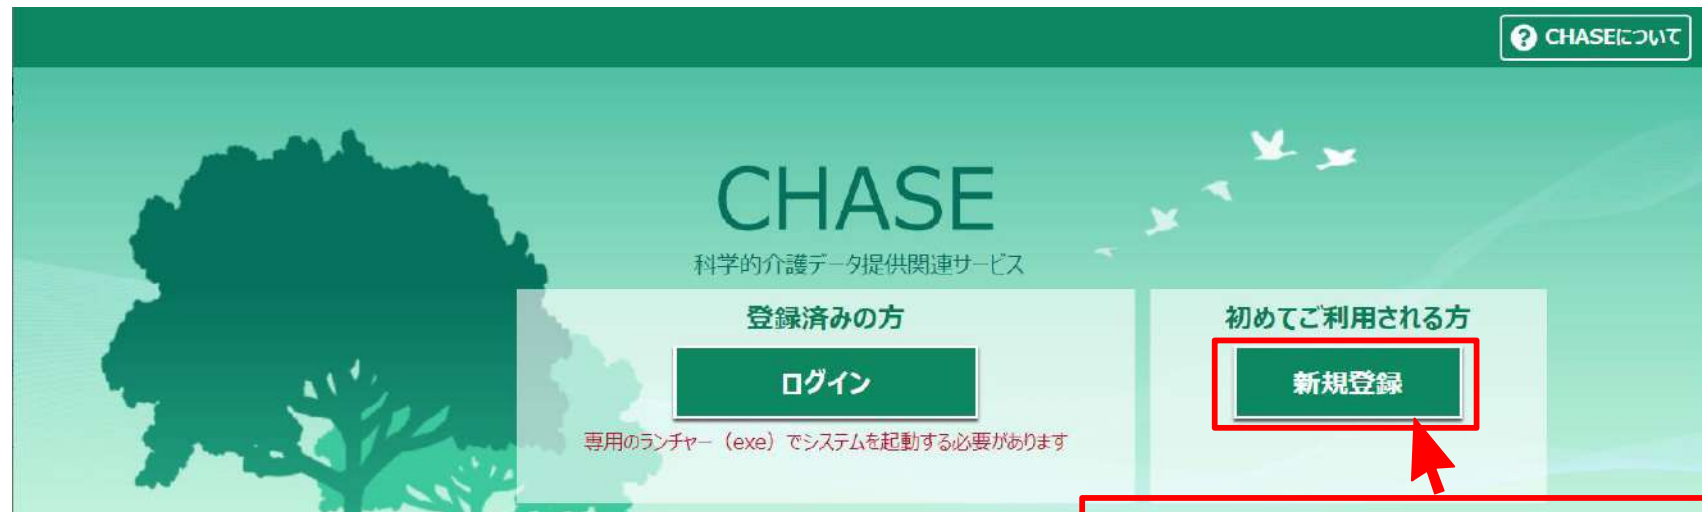 CHASEについて
CHASE
科学的介護データ提供関連サービス
登録済みの方
ログイン
専用のランチャー（exe）でシステムを起動する必要があります
初めてご利用される方
新規登録